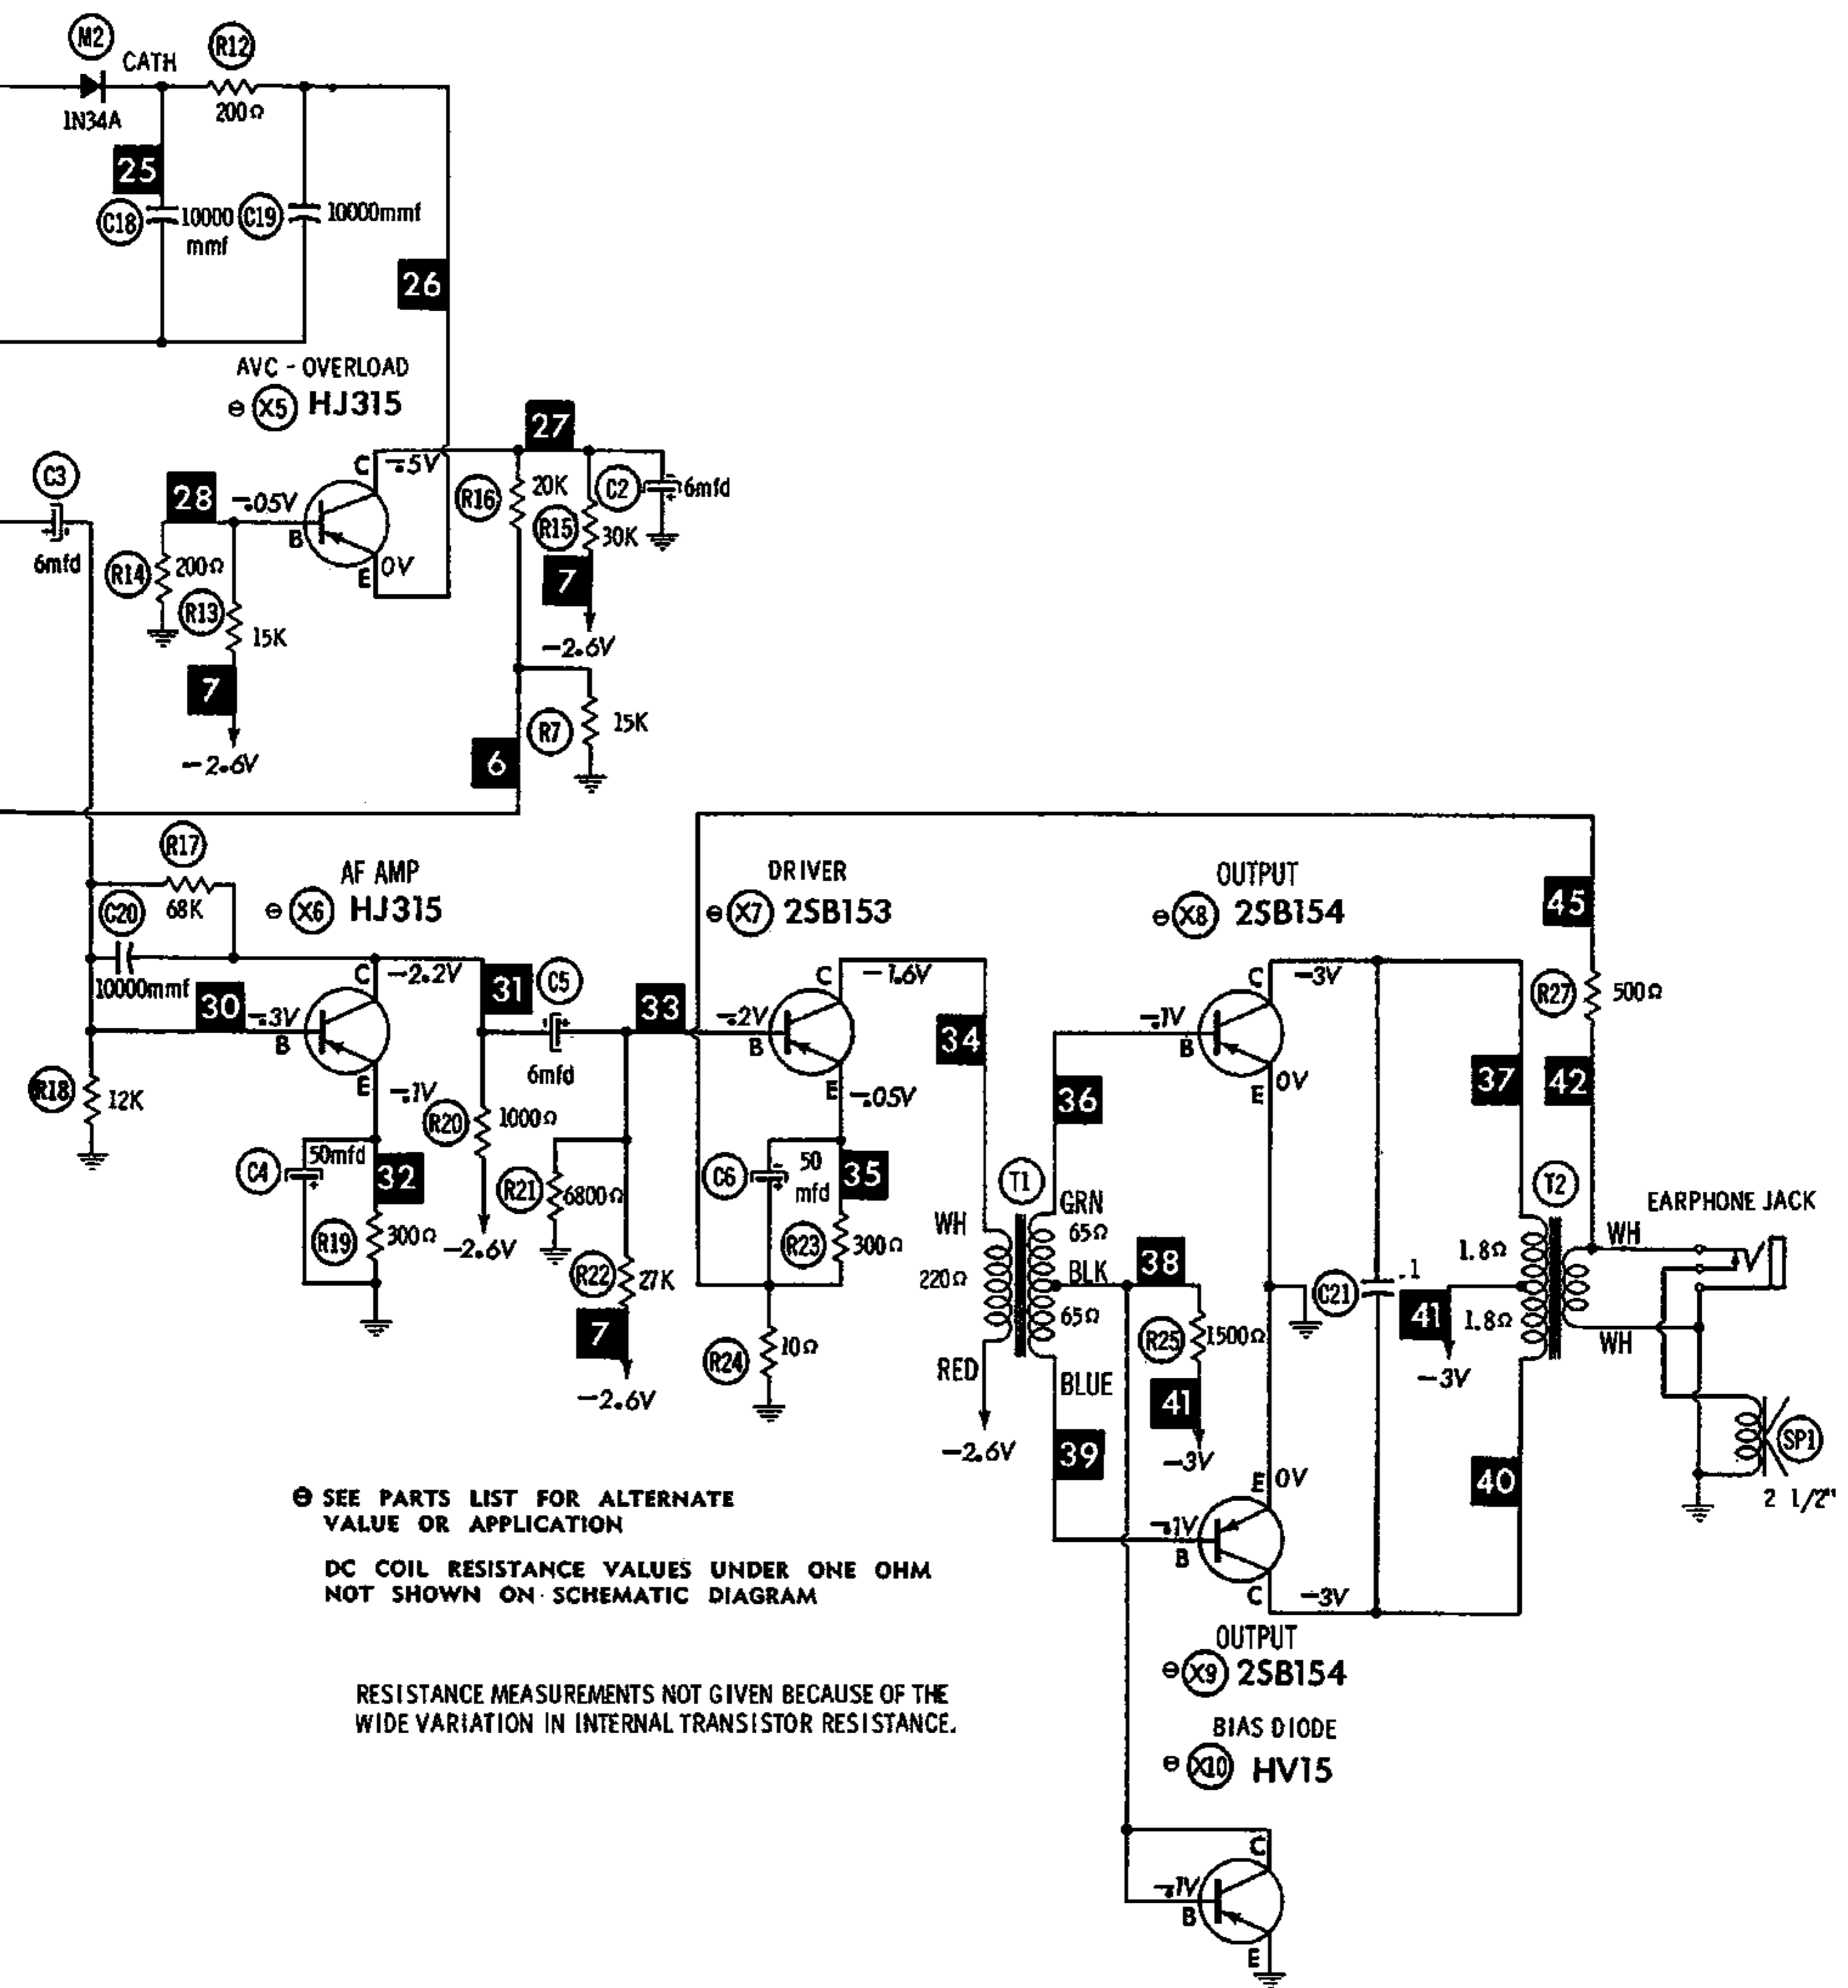 M2
CATH
R12
1N34A
200Ω
25
C18
10000
mmf
C19
10000mmf
26
AVC - OVERLOAD
⊖ X5 HJ315
27
C -.5V
C3
28
-.05V
R16
20K
C2
6mfd
B
R15
30K
6mfd
R14
200Ω
E
0V
7
R13
15K
-2.6V
7
R7
15K
-2.6V
6
R17
AF AMP
DRIVER
OUTPUT
C20
68K
⊖ X6 HJ315
⊖ X7 2SB153
⊖ X8 2SB154
45
C -2.2V
31
C5
C -1.6V
C -3V
R27
500Ω
10000mmf
30
-.3V
33
-.2V
-.1V
B
B
34
B
6mfd
37
42
R18
12K
E
-.1V
R20
1000Ω
E
-.05V
36
0V
E
C4
50mfd
32
R21
6800Ω
C6
50
mfd
35
T1
T2
GRN
EARPHONE JACK
WH
65Ω
WH
R19
300Ω
-2.6V
R23
300Ω
1.8Ω
R22
27K
220Ω
BLK
38
C21
.1
41
65Ω
1.8Ω
7
R24
10Ω
R25
1500Ω
WH
RED
BLUE
-3V
-2.6V
41
-2.6V
39
-3V
SP1
E 0V
40
2 1/2"
⊖ SEE PARTS LIST FOR ALTERNATE
VALUE OR APPLICATION
-.1V
B
DC COIL RESISTANCE VALUES UNDER ONE OHM
NOT SHOWN ON SCHEMATIC DIAGRAM
C -3V
OUTPUT
⊖ X9 2SB154
RESISTANCE MEASUREMENTS NOT GIVEN BECAUSE OF THE
WIDE VARIATION IN INTERNAL TRANSISTOR RESISTANCE.
BIAS DIODE
⊖ X10 HV15
C
-.1V
B
E